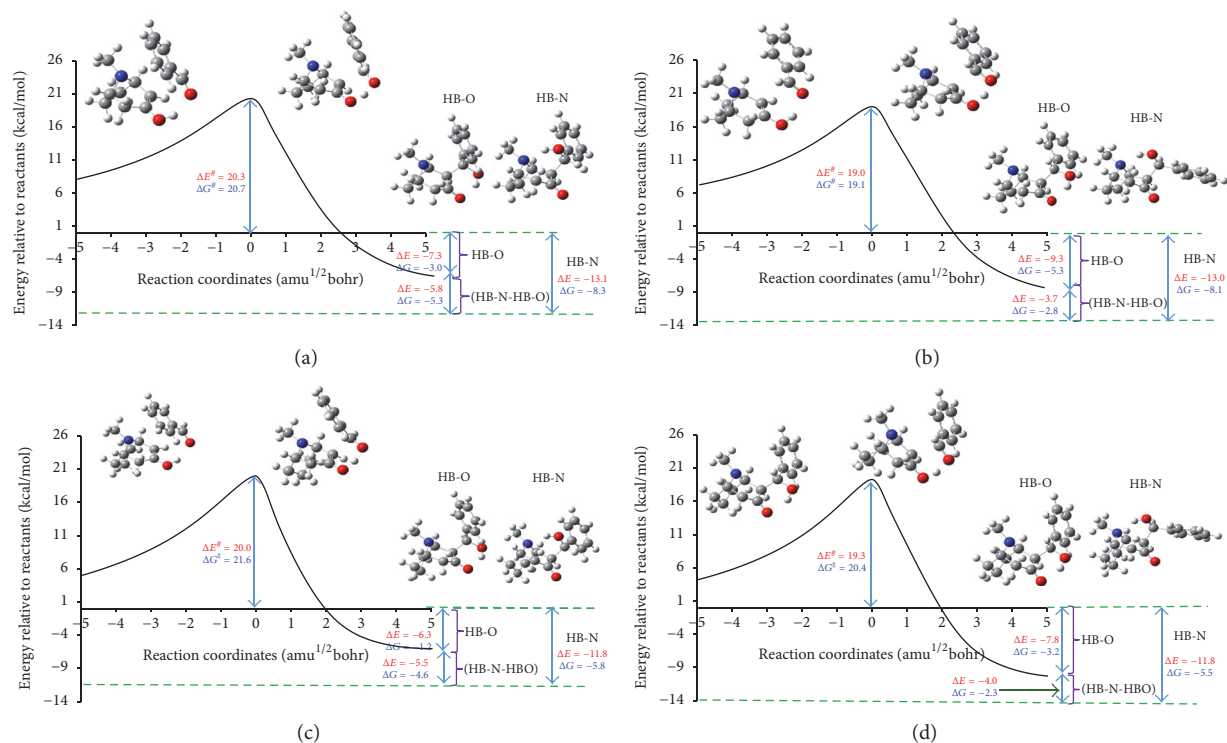 (a)
Energy relative to reactants (kcal/mol)
26
21
16
11
6
1
−4
−9
−14
−5 −4 −3 −2 −1 0 1 2 3 4 5
Reaction coordinates (amu1/2bohr)
ΔE# = 20.3
ΔG# = 20.7
HB-O
HB-N
ΔE = −7.3
ΔG = −3.0
HB-O
ΔE = −5.8
ΔG = −5.3
(HB-N-HB-O)
HB-N
ΔE = −13.1
ΔG = −8.3
(a)
(b)
Energy relative to reactants (kcal/mol)
26
21
16
11
6
1
−4
−9
−14
−5 −4 −3 −2 −1 0 1 2 3 4 5
Reaction coordinates (amu1/2bohr)
ΔE# = 19.0
ΔG# = 19.1
HB-O
HB-N
ΔE = −9.3
ΔG = −5.3
HB-O
ΔE = −3.7
ΔG = −2.8
(HB-N-HB-O)
HB-N
ΔE = −13.0
ΔG = −8.1
(b)
(c)
Energy relative to reactants (kcal/mol)
26
21
16
11
6
1
−4
−9
−14
−5 −4 −3 −2 −1 0 1 2 3 4 5
Reaction coordinates (amu1/2bohr)
ΔE# = 20.0
ΔG‡ = 21.6
HB-O
HB-N
ΔE = −6.3
ΔG = −1.2
HB-O
ΔE = −5.5
ΔG = −4.6
(HB-N-HBO)
HB-N
ΔE = −11.8
ΔG = −5.8
(c)
(d)
Energy relative to reactants (kcal/mol)
26
21
16
11
6
1
−4
−9
−14
−5 −4 −3 −2 −1 0 1 2 3 4 5
Reaction coordinates (amu1/2bohr)
ΔE# = 19.3
ΔG‡ = 20.4
HB-O
HB-N
ΔE = −7.8
ΔG = −3.2
HB-O
ΔE = −4.0
ΔG = −2.3
(HB-N-HBO)
HB-N
ΔE = −11.8
ΔG = −5.5
(d)